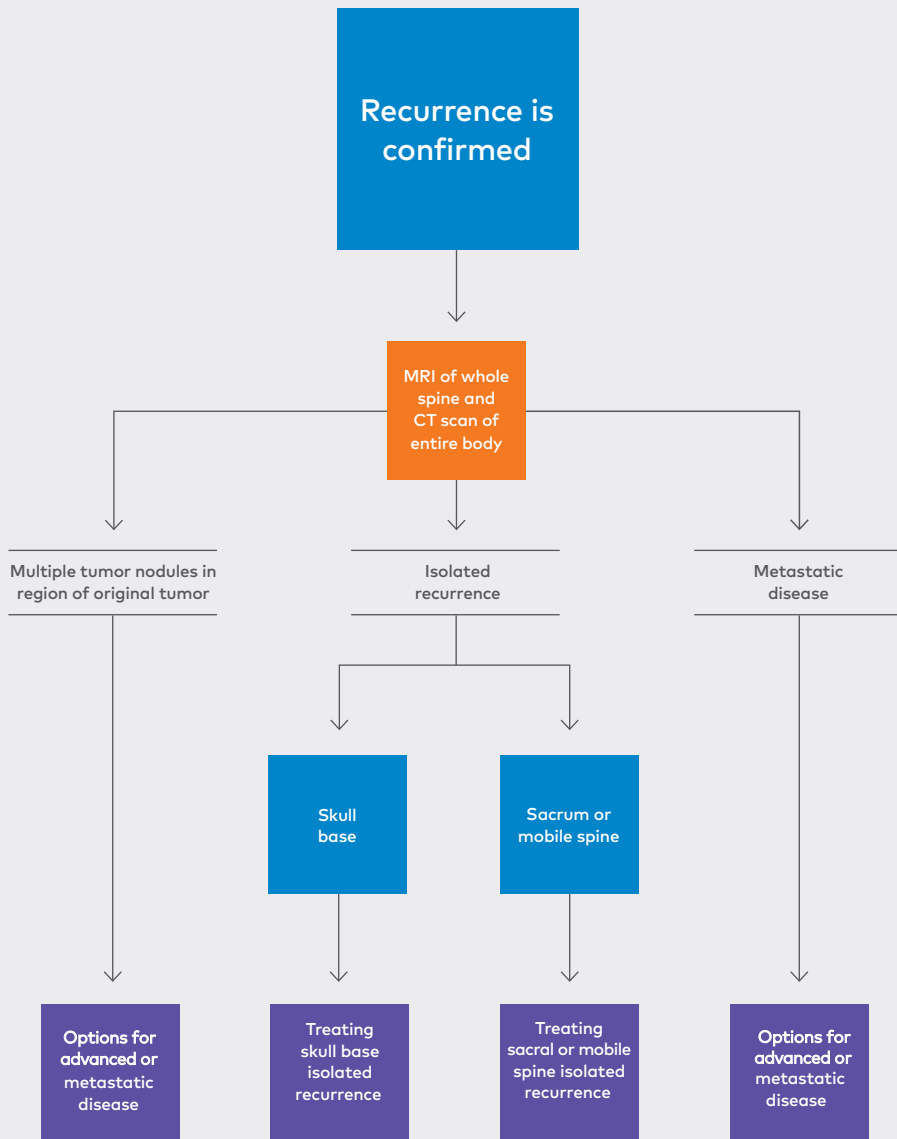 Recurrence is
confirmed
MRI of whole
spine and
CT scan of
entire body
Multiple tumor nodules in
region of original tumor
Isolated
recurrence
Metastatic
disease
Skull
base
Sacrum or
mobile spine
Options for
advanced or
metastatic
disease
Treating
skull base
isolated
recurrence
Treating
sacral or mobile
spine isolated
recurrence
Options for
advanced or
metastatic
disease